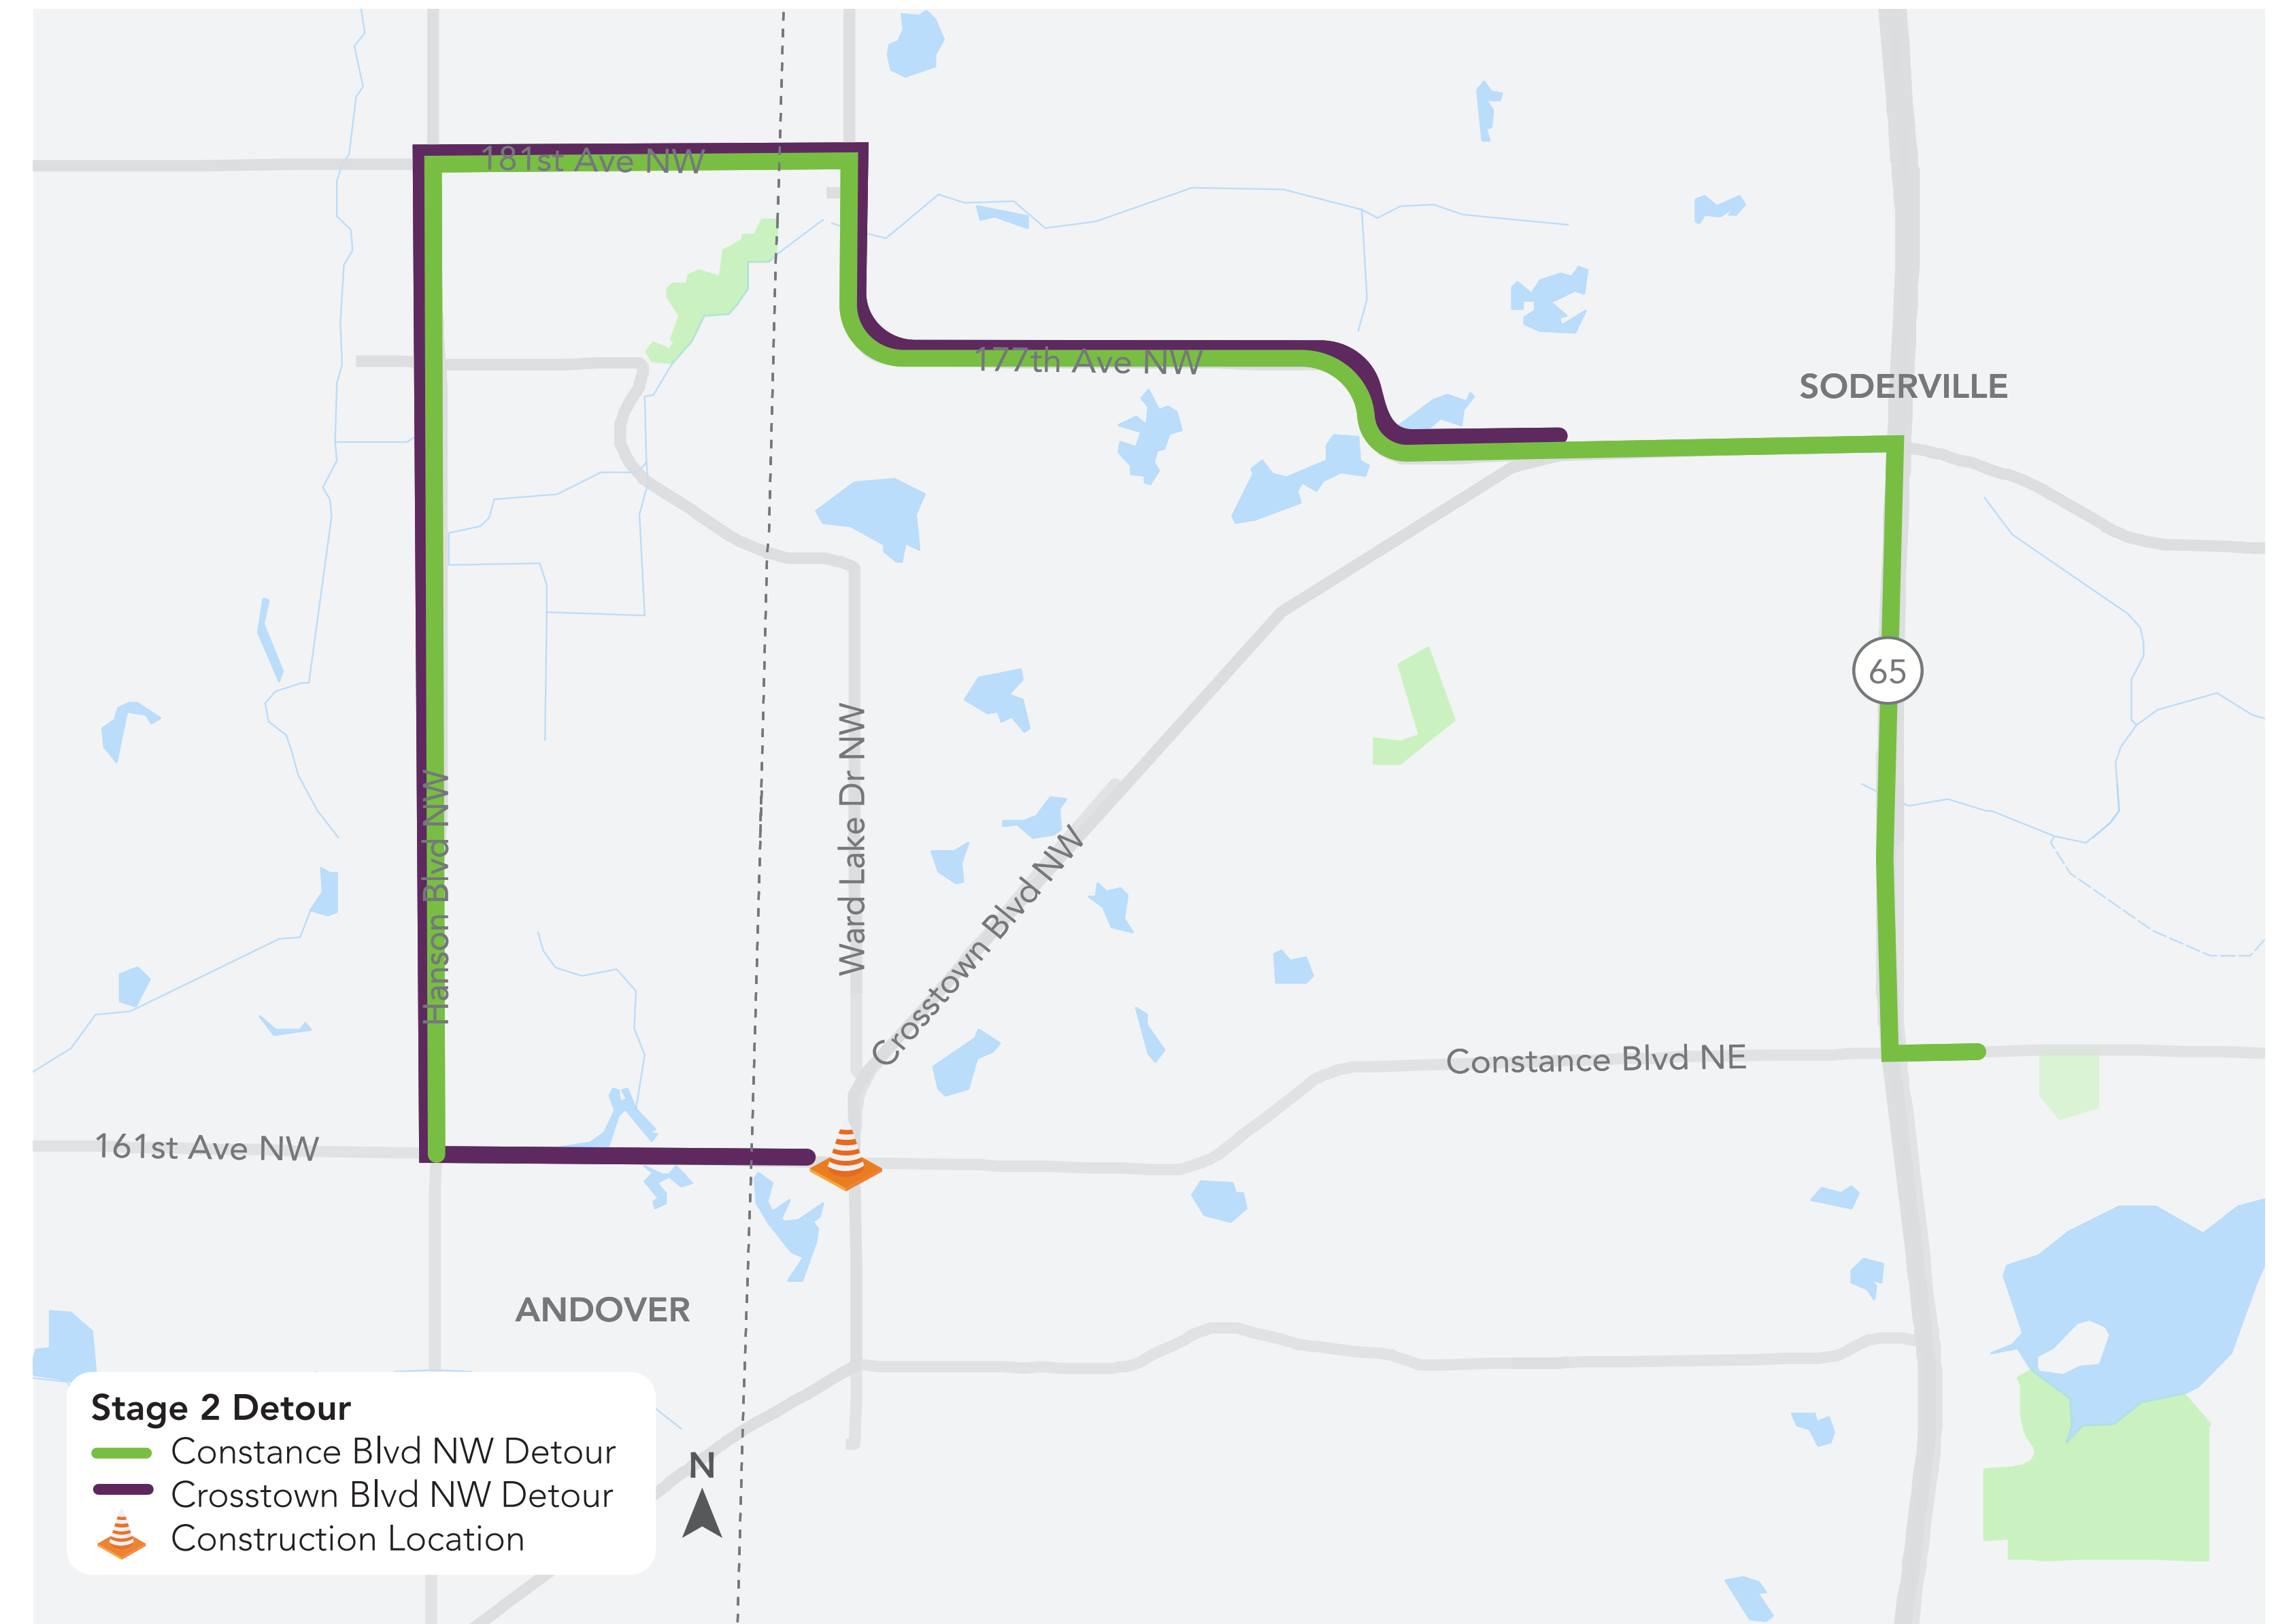 181st Ave NW
177th Ave NW
SODERVILLE
65
Hanson Blvd NW
Ward Lake Dr NW
Crosstown Blvd NW
Constance Blvd NE
161st Ave NW
ANDOVER
Stage 2 Detour
Constance Blvd NW Detour
Crosstown Blvd NW Detour
Construction Location
N